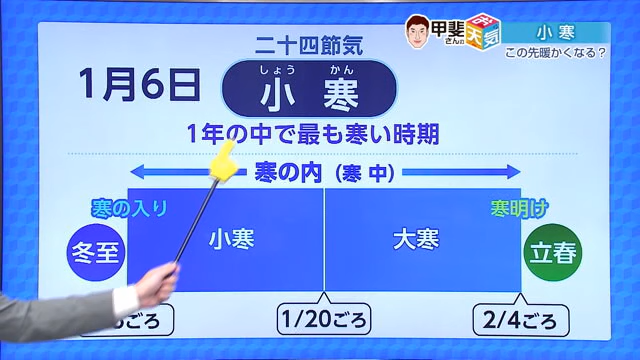 甲斐さんのお天気
小寒
この先暖かくなる？
二十四節気
1月6日
しょう かん
小寒
1年の中で最も寒い時期
寒の内（寒中）
寒の入り
寒明け
冬至
小寒
大寒
立春
ごろ
1/20ごろ
2/4ごろ